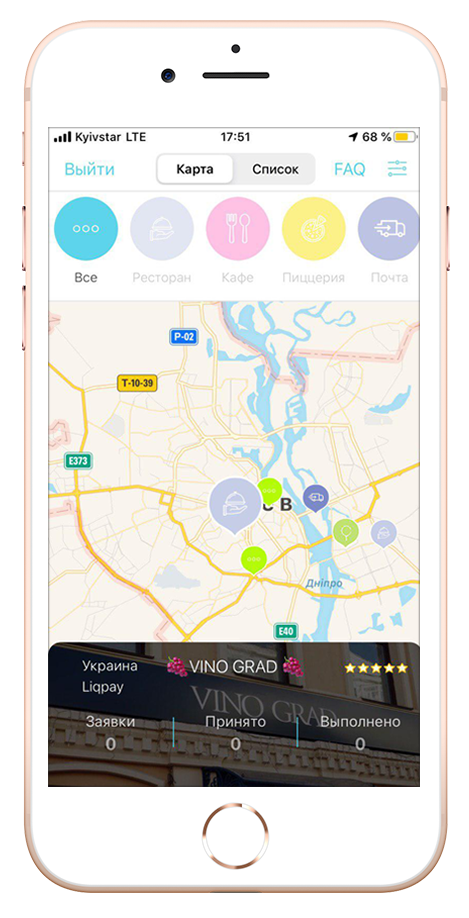 Kyivstar LTE 17:51 68 %
Выйти Карта Список FAQ
Все Ресторан Кафе Пиццерия Почта
P-02
T-10-39
E373
В
Дніпро
E40
Украина VINO GRAD
Liqpay
VINO GRAD
Заявки Принято Выполнено
0 0 0